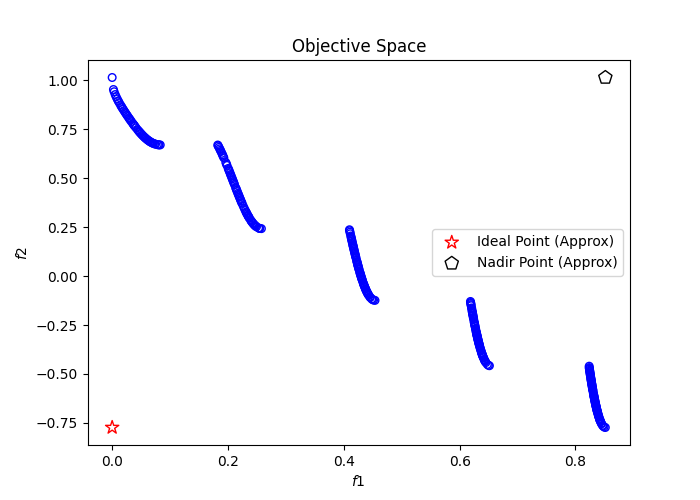 Objective Space
1.00
0.75
0.50
0.25
0.00
−0.25
−0.50
−0.75
f2
Ideal Point (Approx)
Nadir Point (Approx)
0.0 0.2 0.4 0.6 0.8
f1